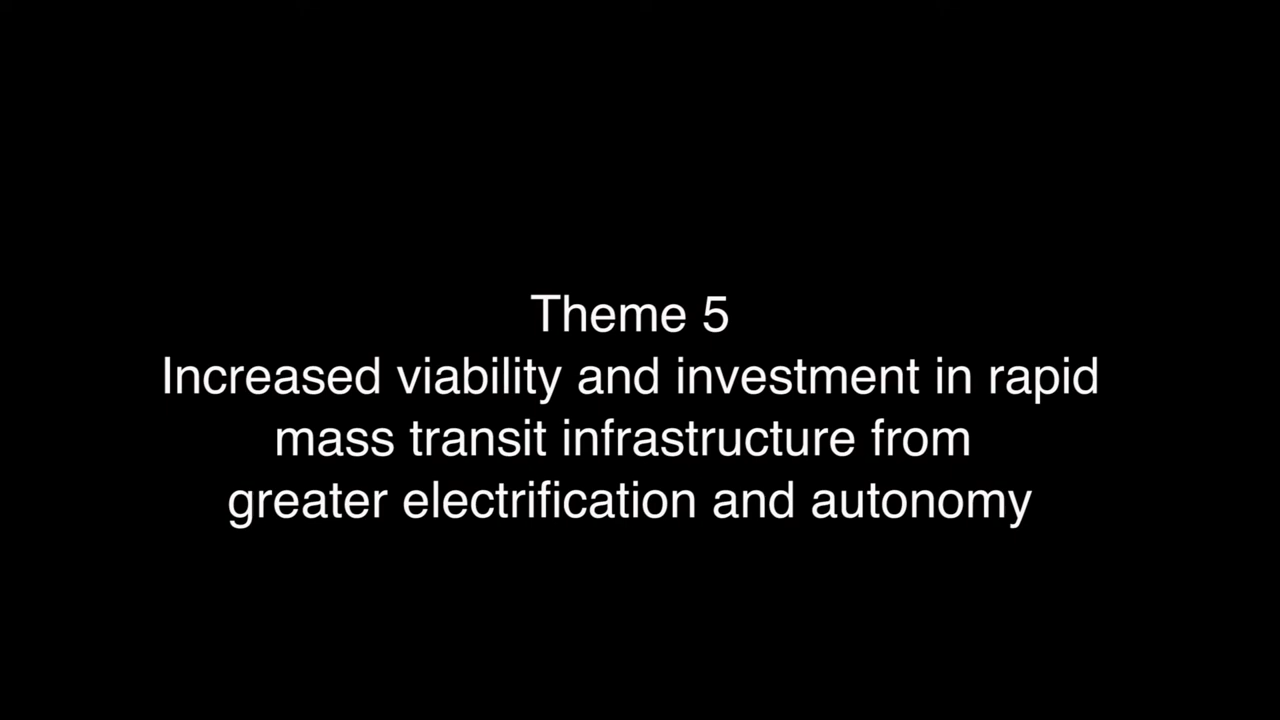 Theme 5
Increased viability and investment in rapid
mass transit infrastructure from
greater electrification and autonomy